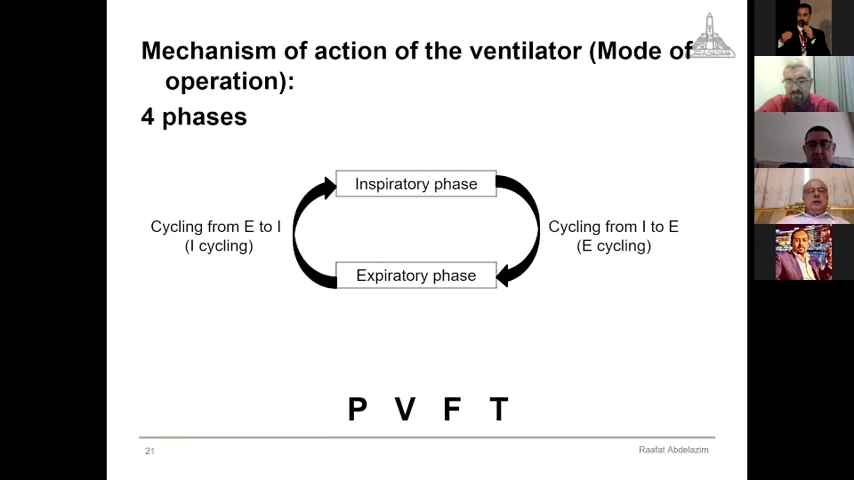 Mechanism of action of the ventilator (Mode of
operation):
4 phases
Inspiratory phase
Cycling from E to I
(I cycling)
Cycling from I to E
(E cycling)
Expiratory phase
P V F T
21
Raafat Abdelazim